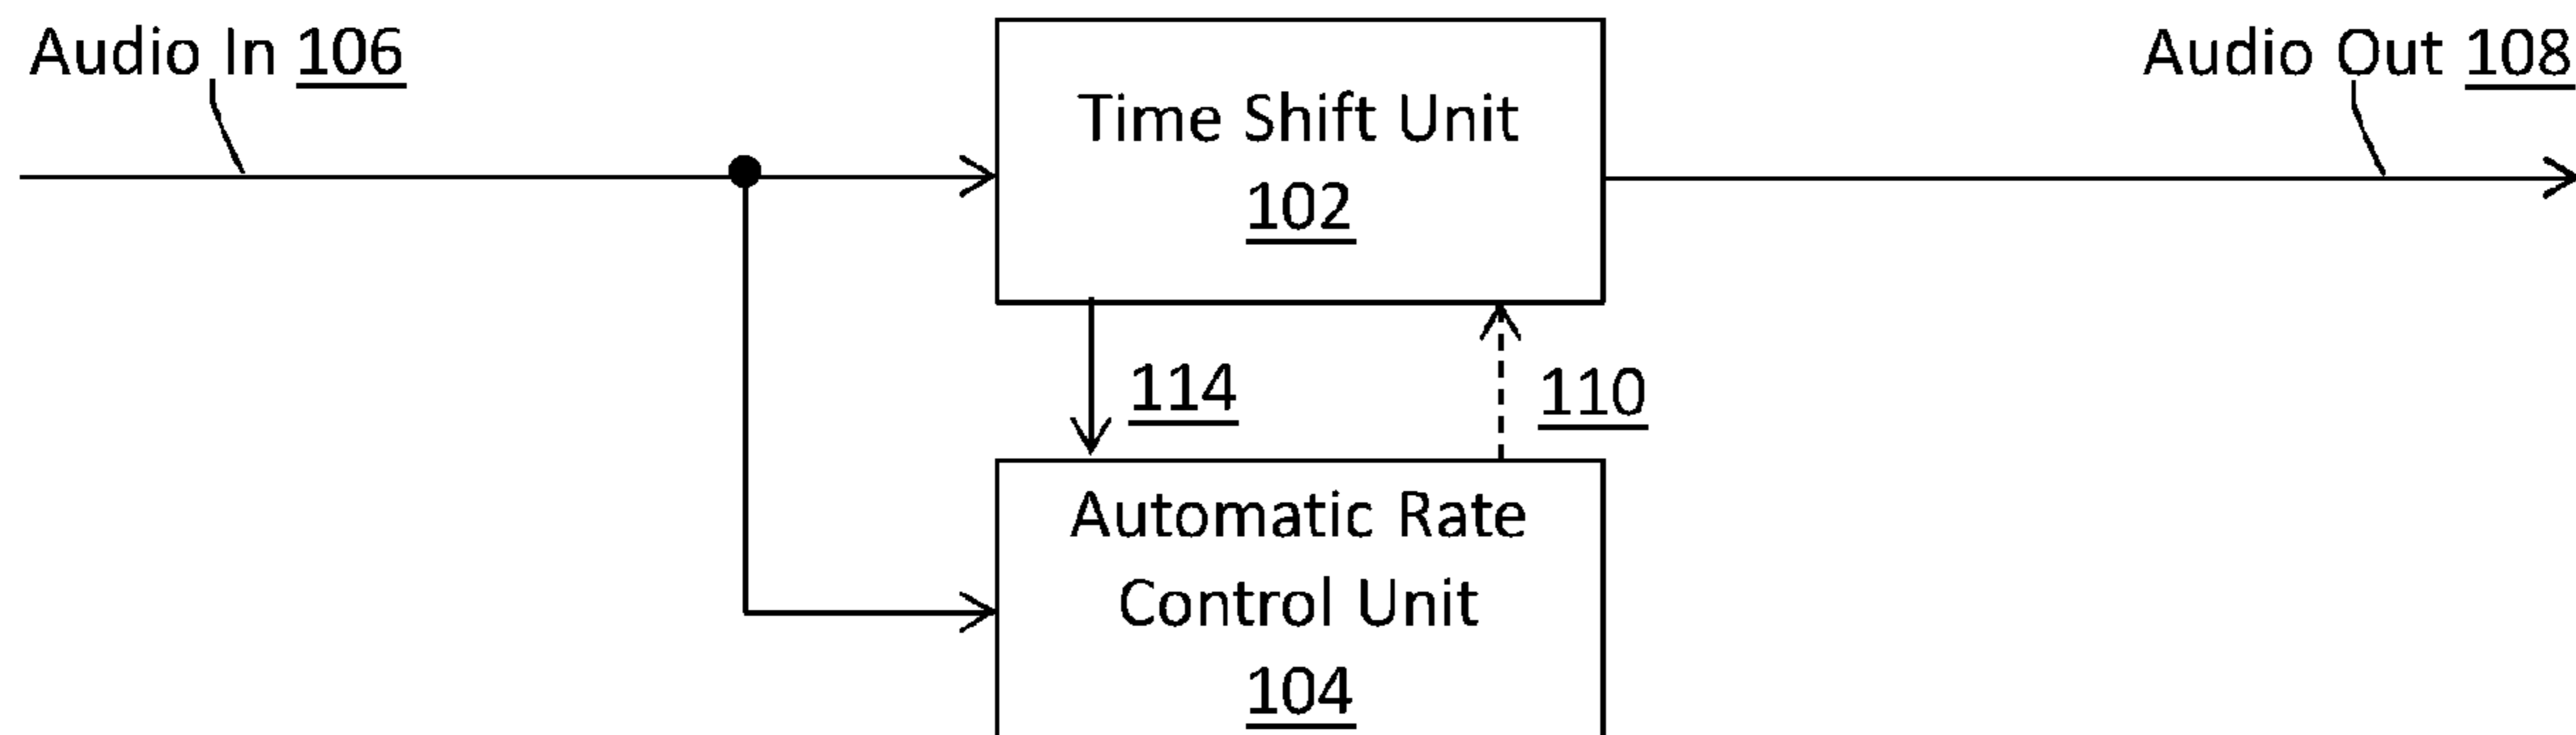 Audio In 106
Audio Out 108
Time Shift Unit
102
114
110
Automatic Rate
Control Unit
104